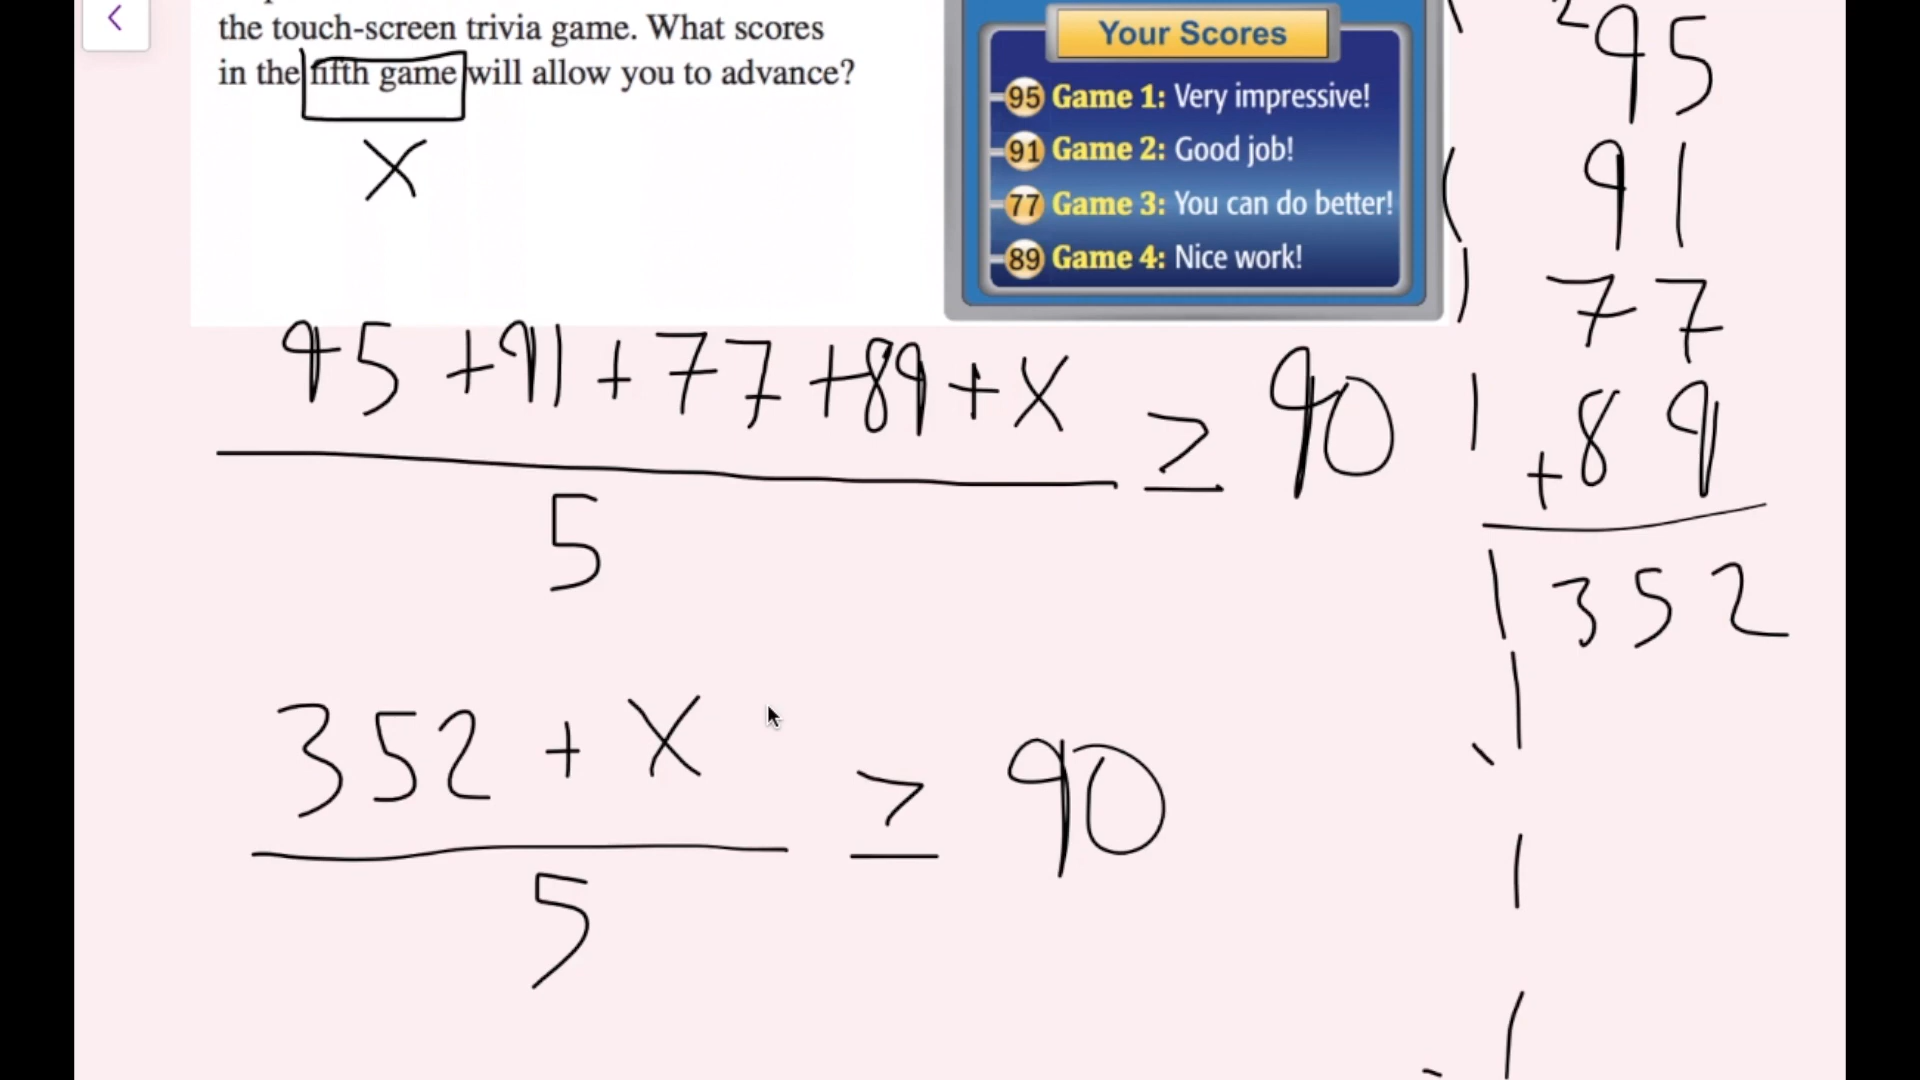 the touch-screen trivia game. What scores
in the fifth game will allow you to advance?
X
Your Scores
95 Game 1: Very impressive!
91 Game 2: Good job!
77 Game 3: You can do better!
89 Game 4: Nice work!
95 + 91 + 77 + 89 + X ≥ 90
5
352 + X ≥ 90
5
2
95
91
77
+ 89
352